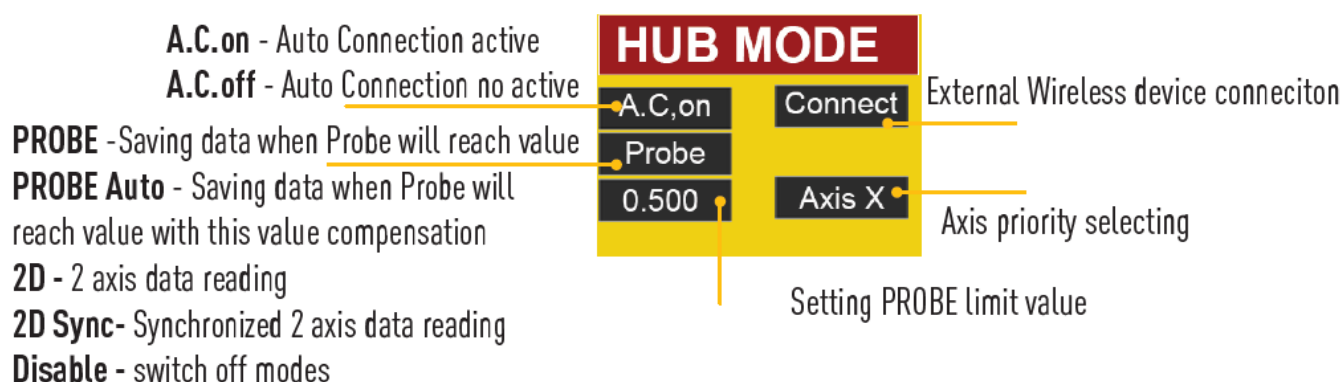 A.C.on - Auto Connection active
A.C.off - Auto Connection no active
PROBE -Saving data when Probe will reach value
PROBE Auto - Saving data when Probe will
reach value with this value compensation
2D - 2 axis data reading
2D Sync- Synchronized 2 axis data reading
Disable - switch off modes
HUB MODE
A.C,on
Connect
Probe
0.500
Axis X
External Wireless device conneciton
Axis priority selecting
Setting PROBE limit value